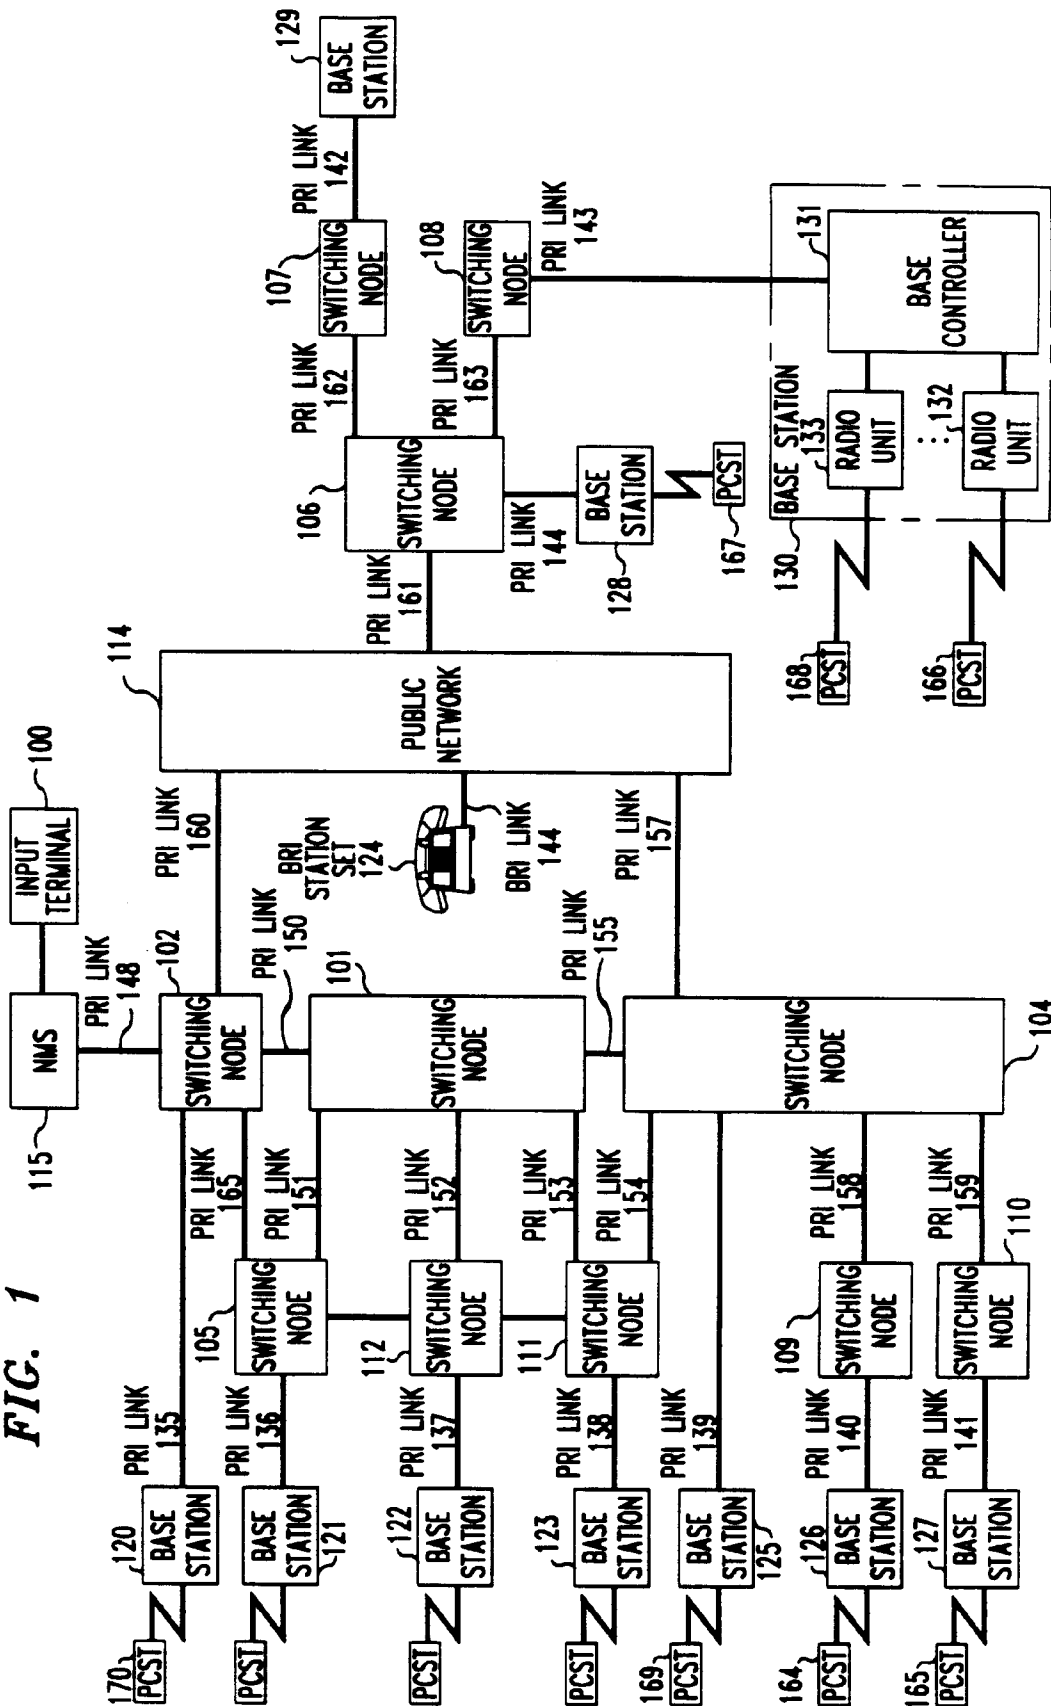 FIG. 1
115
NMS
INPUT
TERMINAL
100
PRI LINK
148
102
SWITCHING
NODE
PRI LINK
160
114
PUBLIC
NETWORK
120
BASE
STATION
PRI LINK
135
170
PCST
PRI LINK
165
PRI LINK
150
BRI
STATION
SET
124
BRI LINK
144
PCST
BASE
STATION
121
PRI LINK
136
105
SWITCHING
NODE
PRI LINK
151
101
SWITCHING
NODE
PCST
122
BASE
STATION
PRI LINK
137
112
SWITCHING
NODE
PRI LINK
152
PRI LINK
155
PCST
123
BASE
STATION
PRI LINK
138
111
SWITCHING
NODE
PRI LINK
153
PRI LINK
154
PRI LINK
157
169
PCST
BASE
STATION
125
PRI LINK
139
SWITCHING
NODE
104
164
PCST
126
BASE
STATION
PRI LINK
140
109
SWITCHING
NODE
PRI LINK
158
165
PCST
127
BASE
STATION
PRI LINK
141
SWITCHING
NODE
110
PRI LINK
159
PRI LINK
161
106
SWITCHING
NODE
PRI LINK
162
107
SWITCHING
NODE
PRI LINK
142
129
BASE
STATION
PRI LINK
163
108
SWITCHING
NODE
PRI LINK
143
PRI LINK
144
128
BASE
STATION
167
PCST
130
BASE STATION
133
RADIO
UNIT
132
RADIO
UNIT
131
BASE
CONTROLLER
168
PCST
166
PCST